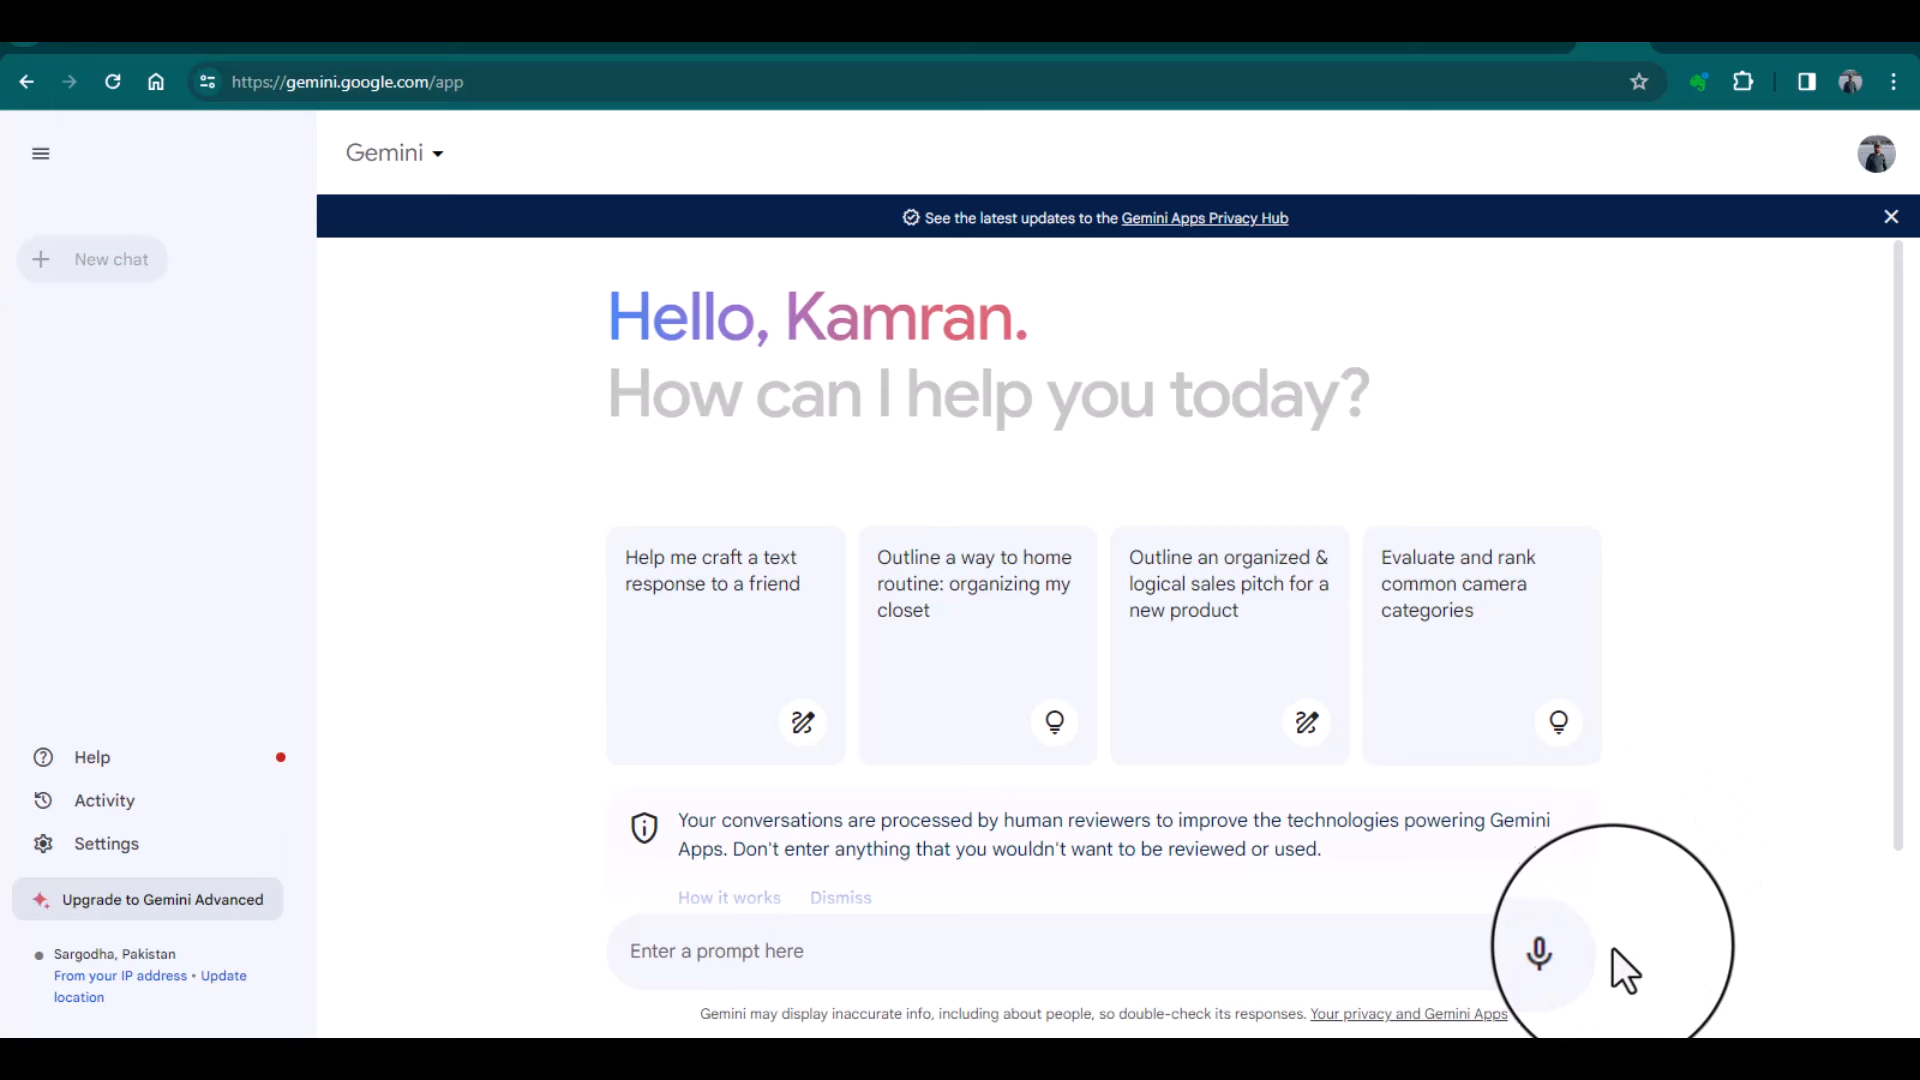 https://gemini.google.com/app
Gemini
See the latest updates to the Gemini Apps Privacy Hub
New chat
Hello, Kamran.
How can I help you today?
Help me craft a text
response to a friend
Outline a way to home
routine: organizing my
closet
Outline an organized &
logical sales pitch for a
new product
Evaluate and rank
common camera
categories
Help
Activity
Settings
Upgrade to Gemini Advanced
Sargodha, Pakistan
From your IP address • Update
location
Your conversations are processed by human reviewers to improve the technologies powering Gemini
Apps. Don't enter anything that you wouldn't want to be reviewed or used.
How it works Dismiss
Enter a prompt here
Gemini may display inaccurate info, including about people, so double-check its responses. Your privacy and Gemini Apps